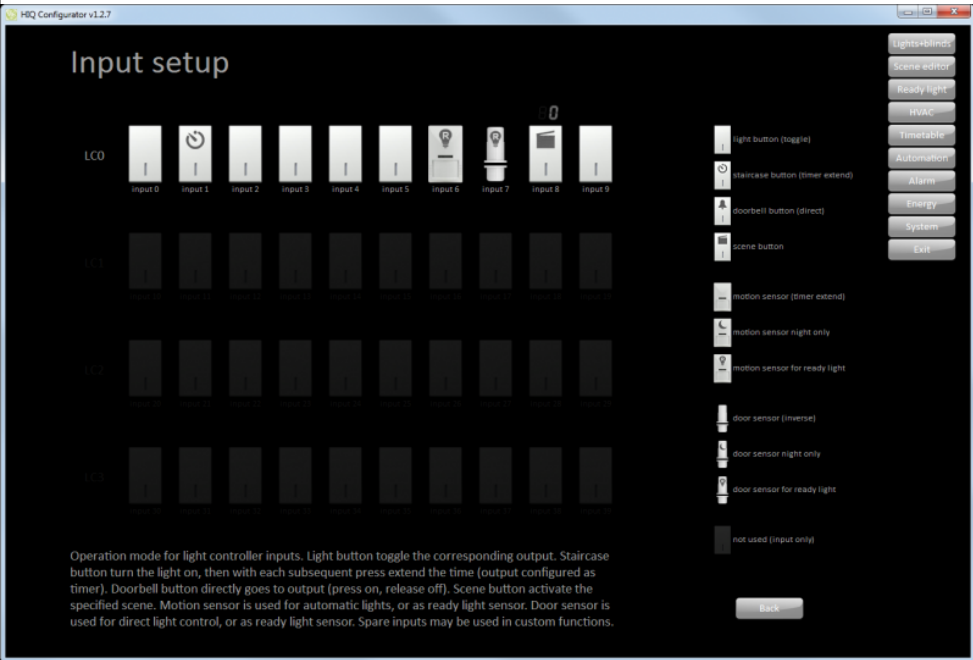 HIQ Configurator v1.2.7
Input setup
Lights+blinds
Scene editor
Ready light
HVAC
Timetable
Automation
Alarm
Energy
System
Exit
0
LC0
input 0 input 1 input 2 input 3 input 4 input 5 input 6 input 7 input 8 input 9
LC1
LC2
LC3
light button (toggle)
staircase button (timer extend)
doorbell button (direct)
scene button
motion sensor (timer extend)
motion sensor night only
motion sensor for ready light
door sensor (inverse)
door sensor night only
door sensor for ready light
not used (input only)
Operation mode for light controller inputs. Light button toggle the corresponding output. Staircase
button turn the light on, then with each subsequent press extend the time (output configured as
timer). Doorbell button directly goes to output (press on, release off). Scene button activate the
specified scene. Motion sensor is used for automatic lights, or as ready light sensor. Door sensor is
used for direct light control, or as ready light sensor. Spare inputs may be used in custom functions.
Back